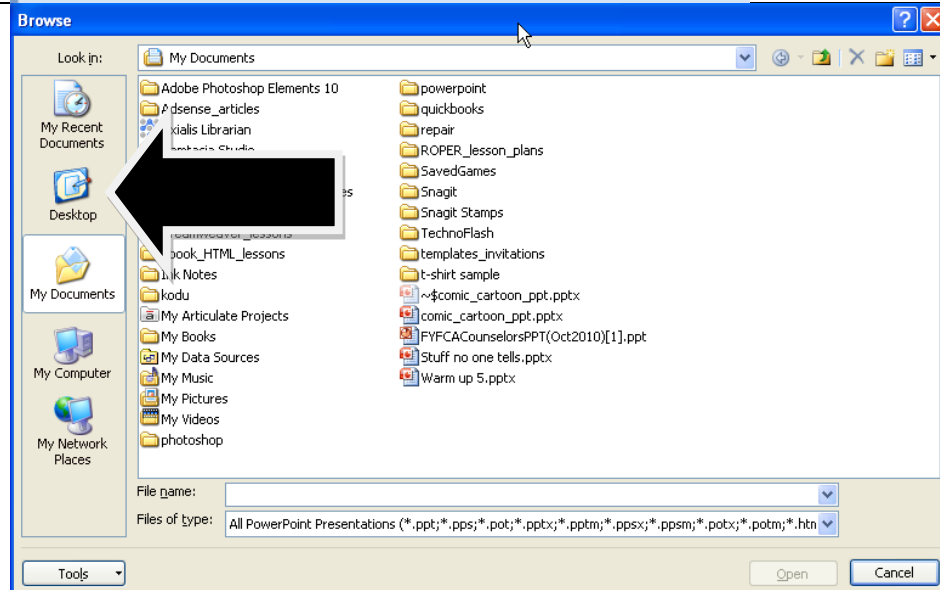 Browse
Look in:
My Documents
My Recent
Documents
Desktop
My Documents
My Computer
My Network
Places
Adobe Photoshop Elements 10
Adsense_articles
Librarian
Studio
HTML_lessons
Ink Notes
kodu
My Articulate Projects
My Books
My Data Sources
My Music
My Pictures
My Videos
photoshop
powerpoint
quickbooks
repair
ROPER_lesson_plans
SavedGames
Snagit
Snagit Stamps
TechnoFlash
templates_invitations
t-shirt sample
~$comic_cartoon_ppt.pptx
comic_cartoon_ppt.pptx
FYFCACounselorsPPT(Oct2010)[1].ppt
Stuff no one tells.pptx
Warm up 5.pptx
File name:
Files of type:
All PowerPoint Presentations (*.ppt;*.pps;*.pot;*.pptx;*.pptm;*.ppsx;*.ppsm;*.potx;*.potm;*.htn
Tools
Open
Cancel